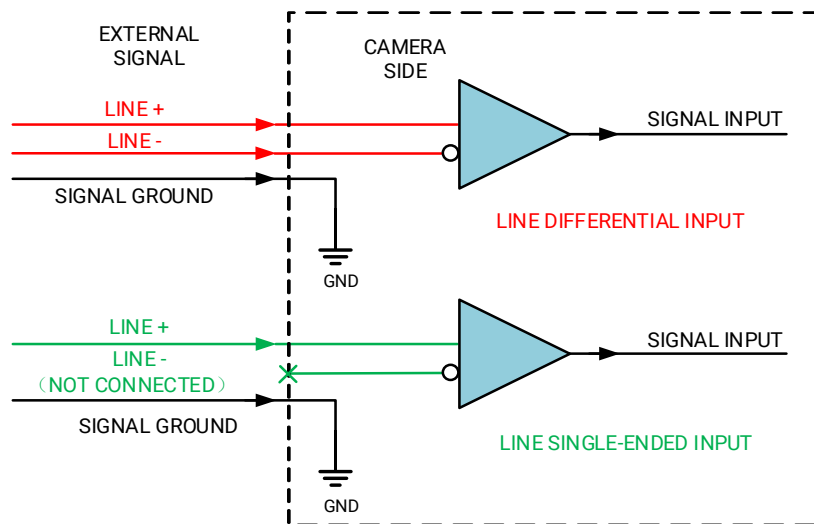 EXTERNAL
SIGNAL
CAMERA
SIDE
LINE +
LINE -
SIGNAL GROUND
SIGNAL INPUT
LINE DIFFERENTIAL INPUT
GND
LINE +
LINE -
（NOT CONNECTED）
SIGNAL GROUND
SIGNAL INPUT
LINE SINGLE-ENDED INPUT
GND